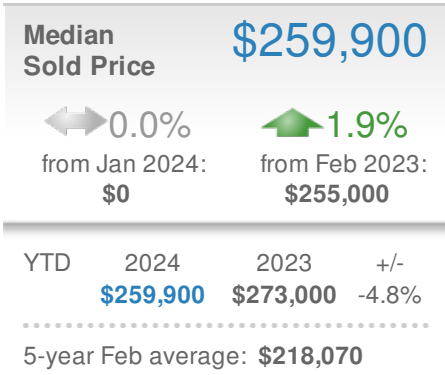 Median
Sold Price
$259,900
0.0%
from Jan 2024:
$0
1.9%
from Feb 2023:
$255,000
YTD 2024 2023 +/-
$259,900 $273,000 -4.8%
5-year Feb average: $218,070